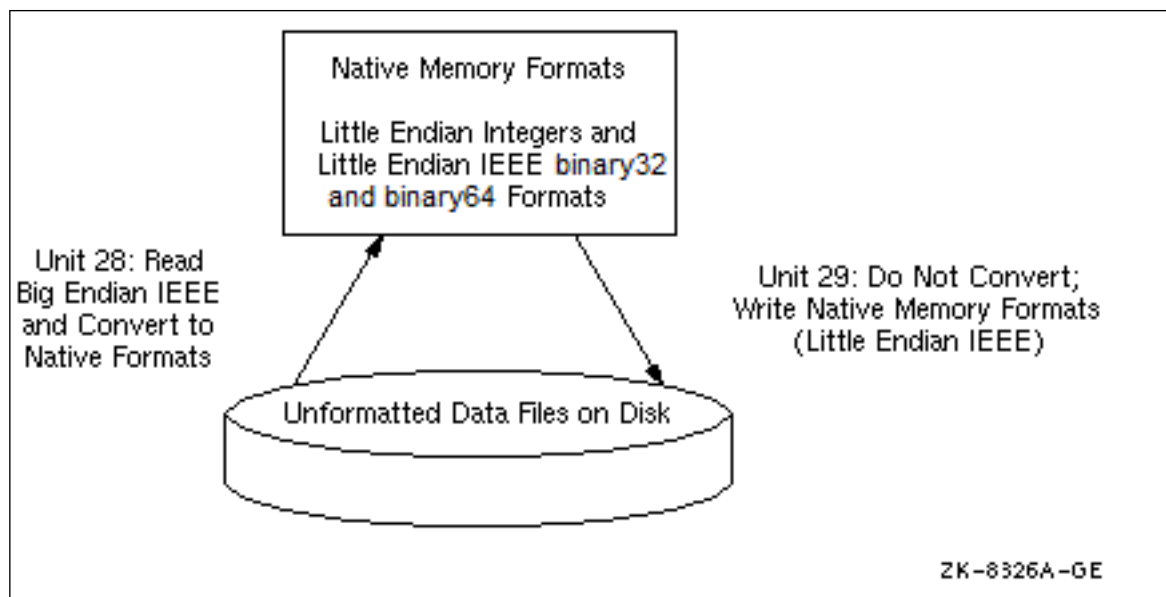 Native Memory Formats
Little Endian Integers and
Little Endian IEEE binary32
and binary64 Formats
Unit 28: Read
Big Endian IEEE
and Convert to
Native Formats
Unit 29: Do Not Convert;
Write Native Memory Formats
(Little Endian IEEE)
Unformatted Data Files on Disk
ZK-8326A-GE